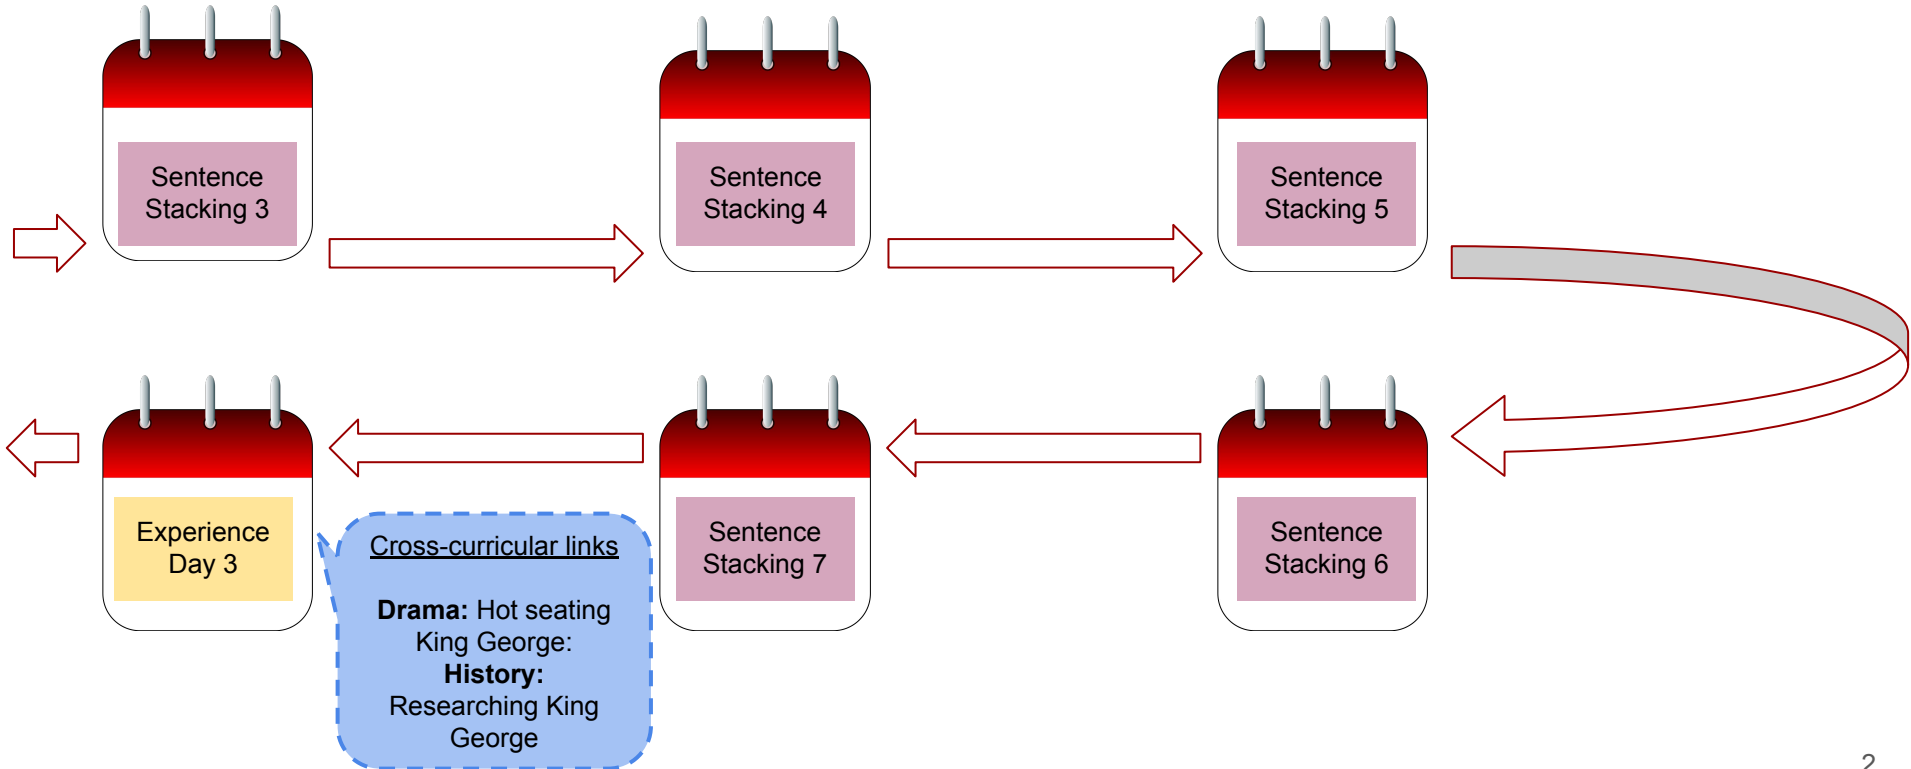 Sentence
Stacking 3
Sentence
Stacking 4
Sentence
Stacking 5
Experience
Day 3
Cross-curricular links
Drama: Hot seating
King George:
History:
Researching King
George
Sentence
Stacking 7
Sentence
Stacking 6
2